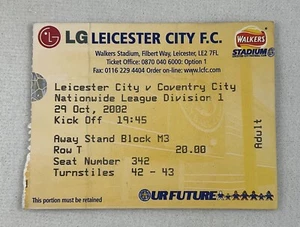 LG LEICESTER CITY F.C.
WALKERS
STADIUM
Walkers Stadium, Filbert Way, Leicester, LE2 7FL
Ticket Office: 0870 040 6000 Option 1
Fax: 0116 229 4404 Order on-line: www.lcfc.com
Leicester City v Coventry City
Nationwide League Division 1
29 Oct, 2002
Kick Off 19:45
Away Stand Block M3
Row T 20.00
Seat Number 342
Turnstiles 42 - 43
Adult
OUR FUTURE
This portion must be retained